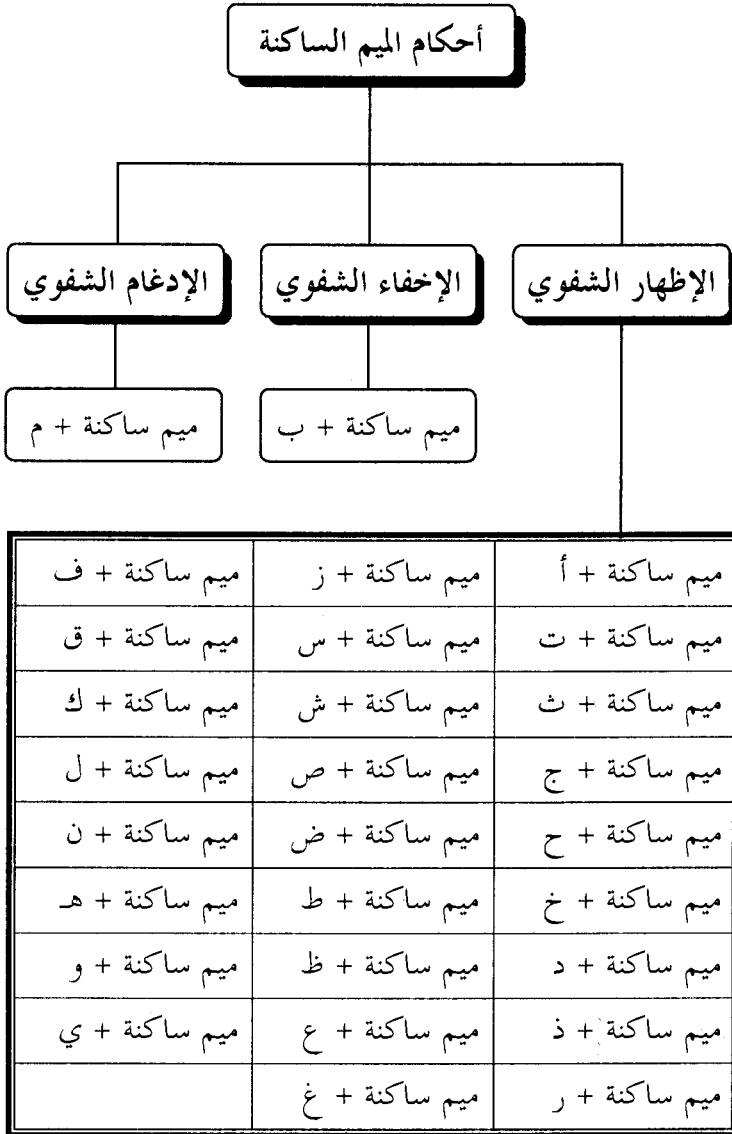 أحكام الميم الساكنة
الإظهار الشفوي
الإخفاء الشفوي
الإدغام الشفوي
ميم ساكنة + ب
ميم ساكنة + م
ميم ساكنة + أ
ميم ساكنة + ز
ميم ساكنة + ف
ميم ساكنة + ت
ميم ساكنة + س
ميم ساكنة + ق
ميم ساكنة + ث
ميم ساكنة + ش
ميم ساكنة + ك
ميم ساكنة + ج
ميم ساكنة + ص
ميم ساكنة + ل
ميم ساكنة + ح
ميم ساكنة + ض
ميم ساكنة + ن
ميم ساكنة + خ
ميم ساكنة + ط
ميم ساكنة + هـ
ميم ساكنة + د
ميم ساكنة + ظ
ميم ساكنة + و
ميم ساكنة + ذ
ميم ساكنة + ع
ميم ساكنة + ي
ميم ساكنة + ر
ميم ساكنة + غ